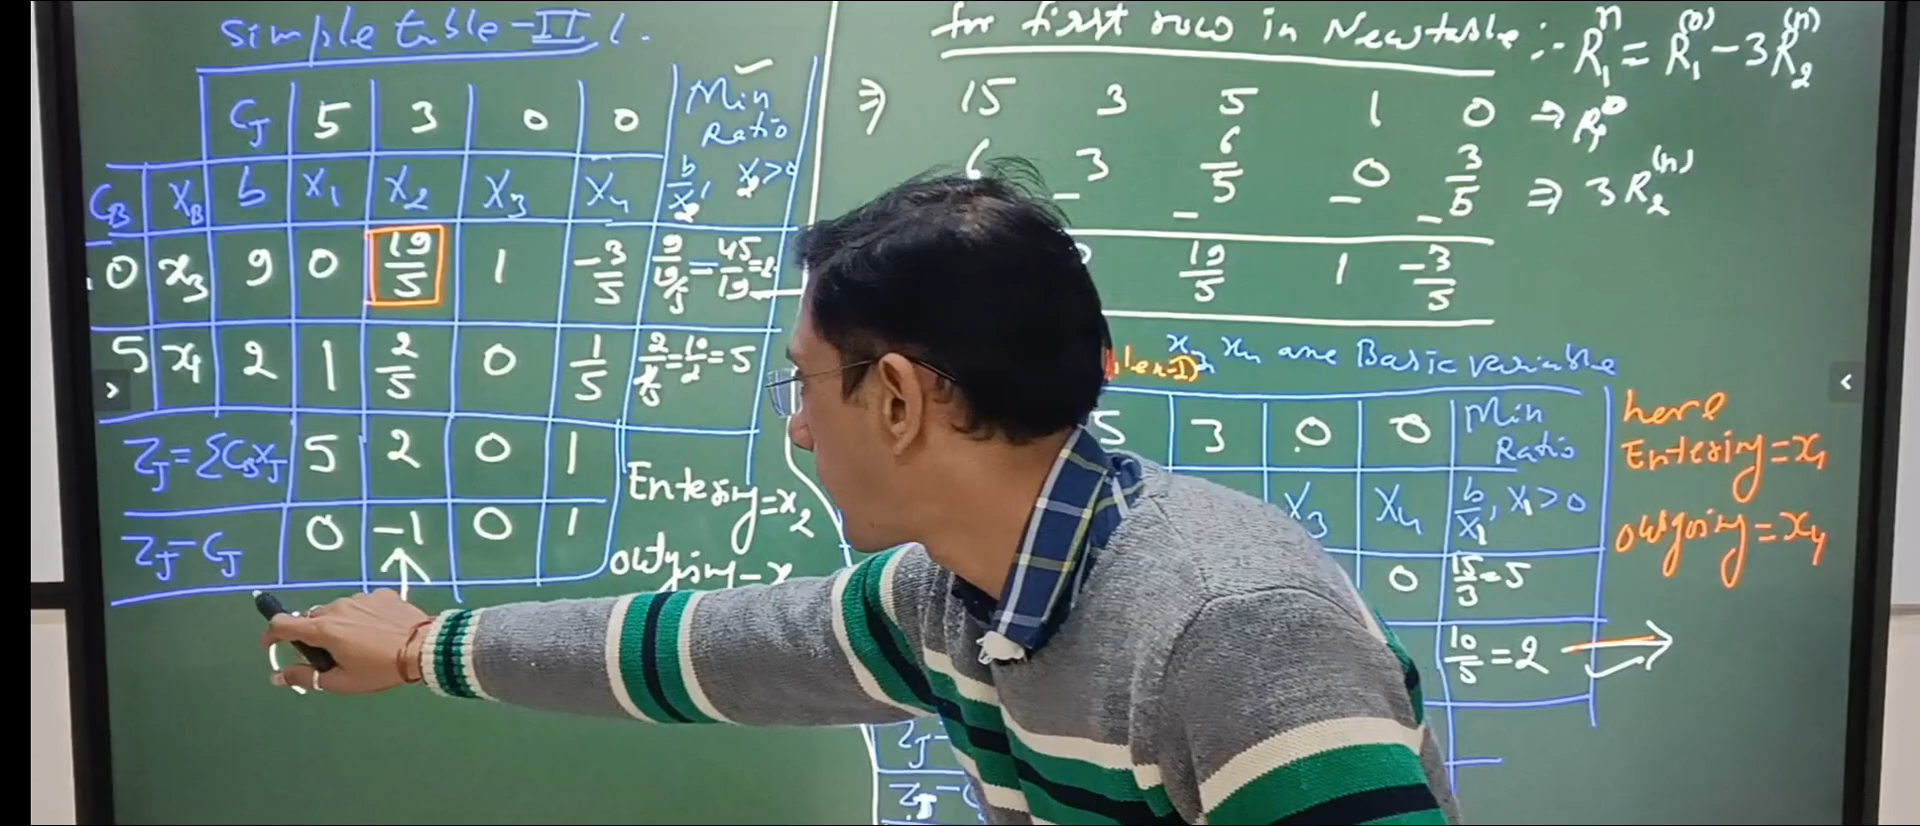 simple table-II
CJ 5 3 0 0 Min Ratio
CB XB b X1 X2 X3 X4 b/X2, X2>0
0 x3 9 0 19/5 1 -3/5 9/19/5 = 45/19 =
5 x1 2 1 2/5 0 1/5 2/2/5 = 10/2 = 5
ZJ = ΣCBXJ 5 2 0 1
ZJ - CJ 0 -1 0 1
Entering = x2
outgoing = x
for first row in New table :- R1^n = R1^(0) - 3R2^(n)
⇒ 15 3 5 1 0 ⇒ R1^0
6 - 3 - 6/5 - 0 - 3/5 ⇒ 3R2^(n)
0 19/5 1 -3/5
x3 x4 are Basic variable
5 3 0 0 Min Ratio
X3 X4 b/X1, X1>0
0 15/3 = 5
10/5 = 2
ZJ -
ZJ - C
here
Entering = x1
outgoing = x4